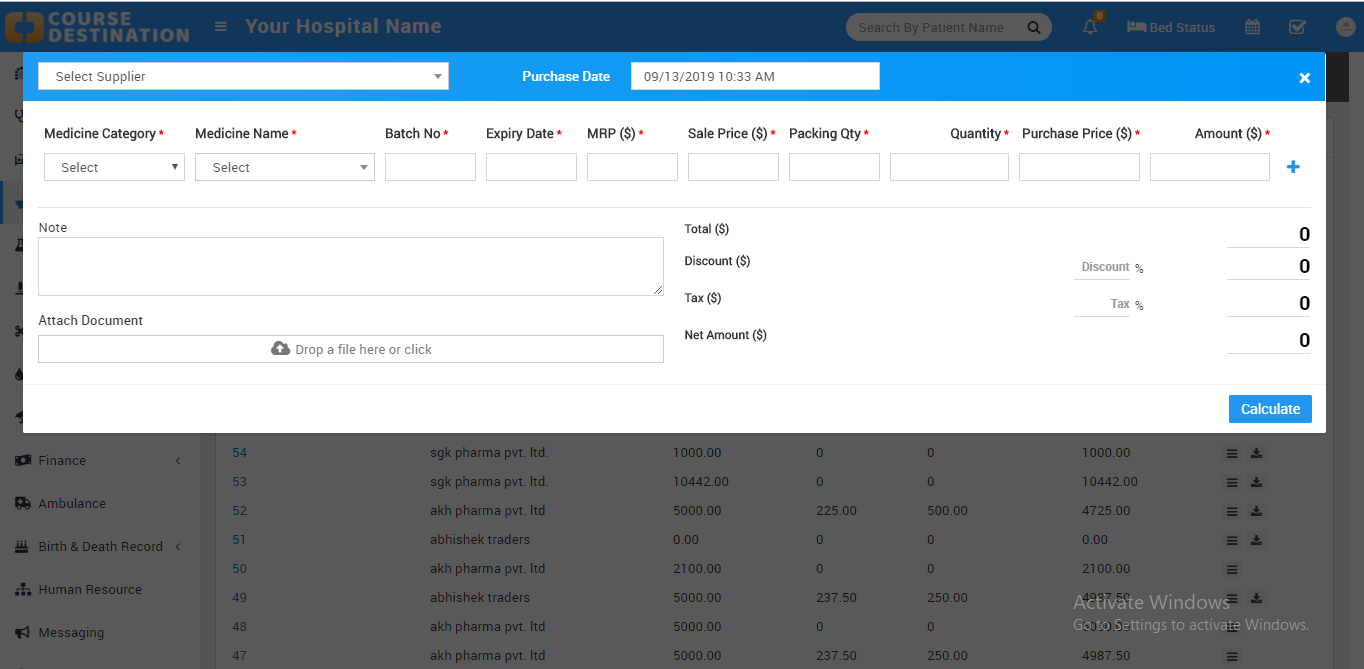 COURSE
DESTINATION
Your Hospital Name
Search By Patient Name
0
Bed Status
Select Supplier
Purchase Date
09/13/2019 10:33 AM
×
Medicine Category * Medicine Name * Batch No * Expiry Date * MRP ($) * Sale Price ($) * Packing Qty * Quantity * Purchase Price ($) * Amount ($) *
Select Select
Note
Total ($) 0
Discount ($) Discount % 0
Tax ($) Tax % 0
Attach Document
Net Amount ($) 0
Drop a file here or click
Calculate
54 sgk pharma pvt. ltd. 1000.00 0 0 1000.00
Finance
53 sgk pharma pvt. ltd. 10442.00 0 0 10442.00
Ambulance
52 akh pharma pvt. ltd 5000.00 225.00 500.00 4725.00
51 abhishek traders 0.00 0 0 0.00
Birth & Death Record
50 akh pharma pvt. ltd 2100.00 0 0 2100.00
Human Resource
49 abhishek traders 5000.00 237.50 250.00 4987.50
Activate Windows
48 akh pharma pvt. ltd 5000.00 0 0 5000.00
Go to Settings to activate Windows.
Messaging
47 akh pharma pvt. ltd 5000.00 237.50 250.00 4987.50